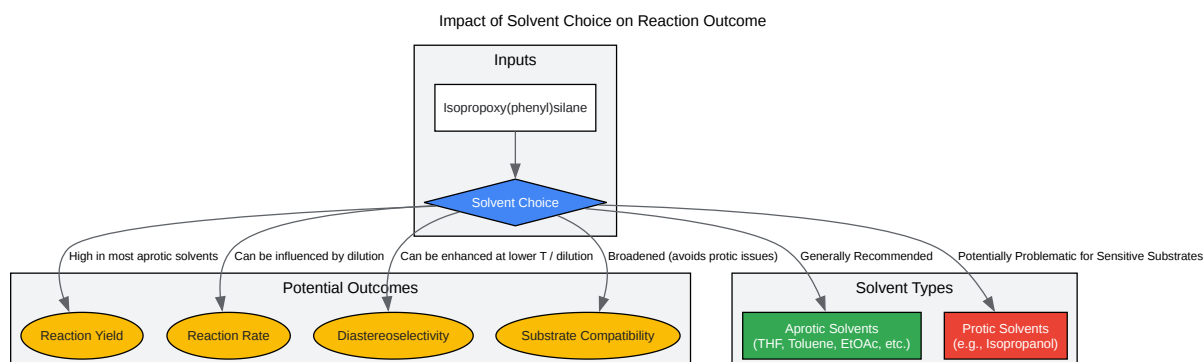 Impact of Solvent Choice on Reaction Outcome
Inputs
Isopropoxy(phenyl)silane
Solvent Choice
High in most aprotic solvents
Can be influenced by dilution
Can be enhanced at lower T / dilution
Broadened (avoids protic issues)
Generally Recommended
Potentially Problematic for Sensitive Substrates
Potential Outcomes
Solvent Types
Reaction Yield
Reaction Rate
Diastereoselectivity
Substrate Compatibility
Aprotic Solvents
(THF, Toluene, EtOAc, etc.)
Protic Solvents
(e.g., Isopropanol)